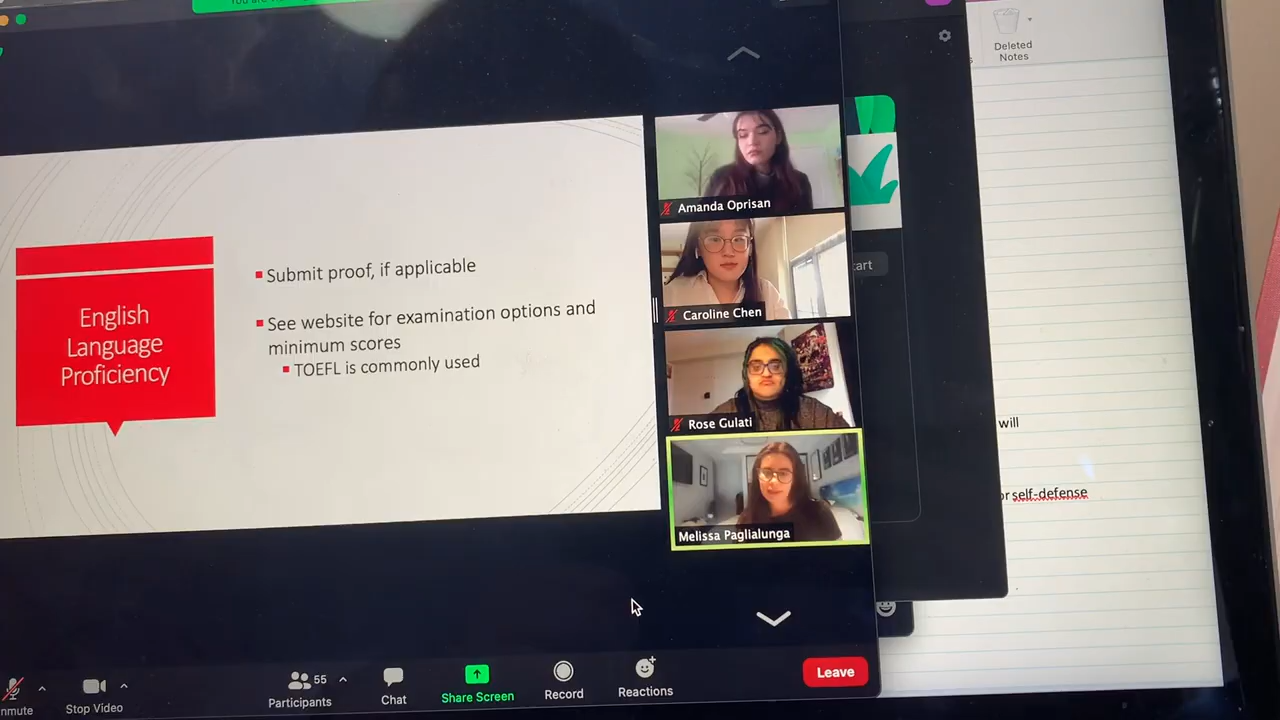 Deleted
Notes
English
Language
Proficiency
Submit proof, if applicable
See website for examination options and
minimum scores
TOEFL is commonly used
Amanda Oprisan
Caroline Chen
Rose Gulati
Melissa Paglialunga
will
self-defense
Stop Video
55
Participants
Chat
Share Screen
Record
Reactions
Leave